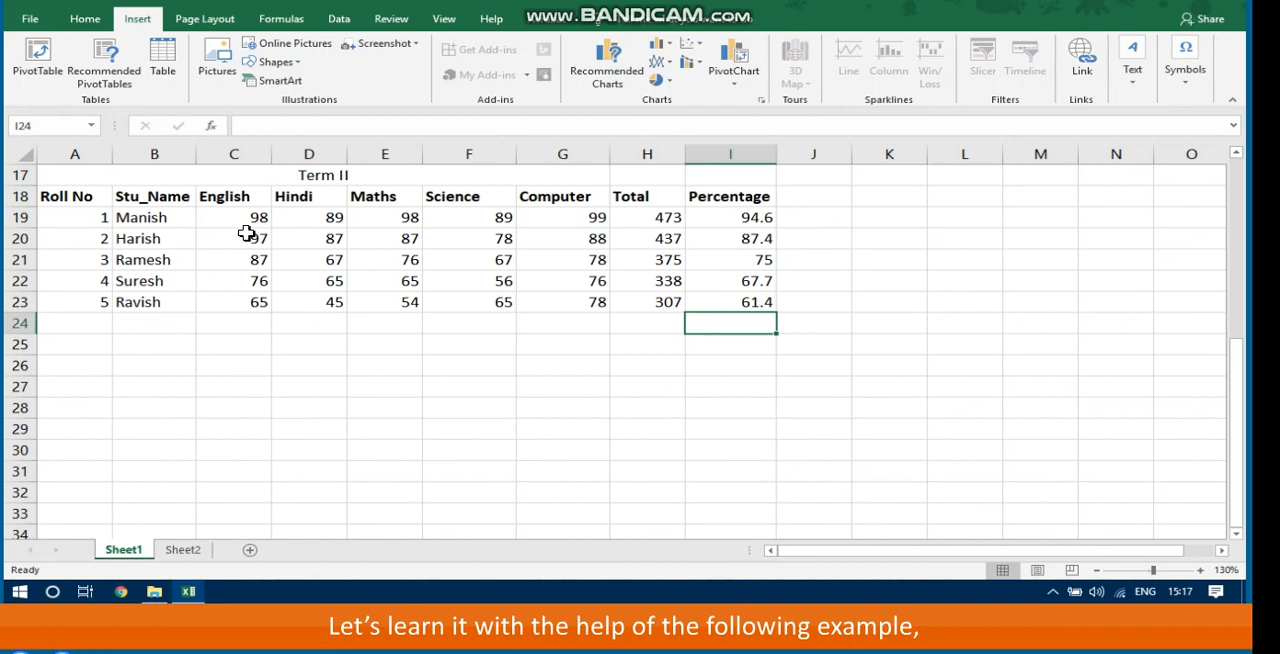 File Home Insert Page Layout Formulas Data Review View Help www.BANDICAM.com Share
PivotTable Recommended PivotTables Table Pictures Online Pictures Shapes SmartArt Screenshot Get Add-ins My Add-ins Recommended Charts PivotChart 3D Map Line Column Win/Loss Slicer Timeline Link Text Symbols
Tables Illustrations Add-ins Charts Tours Sparklines Filters Links
I24 fx
A B C D E F G H I J K L M N O
17 Term II
18 Roll No Stu_Name English Hindi Maths Science Computer Total Percentage
19 1 Manish 98 89 98 89 99 473 94.6
20 2 Harish 97 87 87 78 88 437 87.4
21 3 Ramesh 87 67 76 67 78 375 75
22 4 Suresh 76 65 65 56 76 338 67.7
23 5 Ravish 65 45 54 65 78 307 61.4
24
25
26
27
28
29
30
31
32
33
34
Sheet1 Sheet2
Ready 130%
ENG 15:17
Let's learn it with the help of the following example,